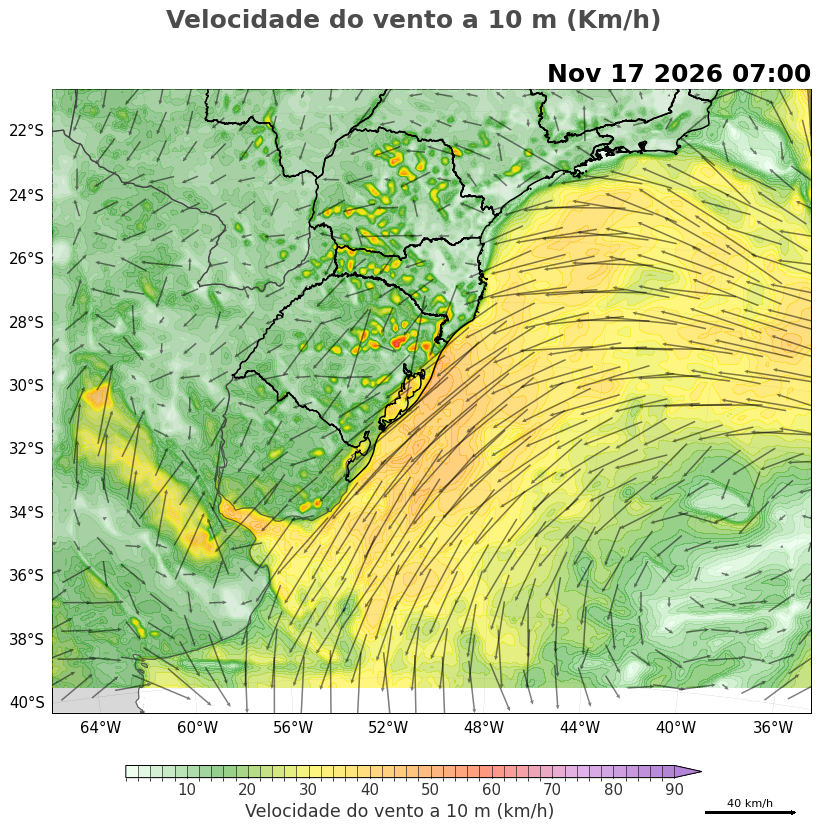 Velocidade do vento a 10 m (Km/h)
Nov 17 2026 07:00
22°S
24°S
26°S
28°S
30°S
32°S
34°S
36°S
38°S
40°S
64°W 60°W 56°W 52°W 48°W 44°W 40°W 36°W
10 20 30 40 50 60 70 80 90
Velocidade do vento a 10 m (km/h)
40 km/h